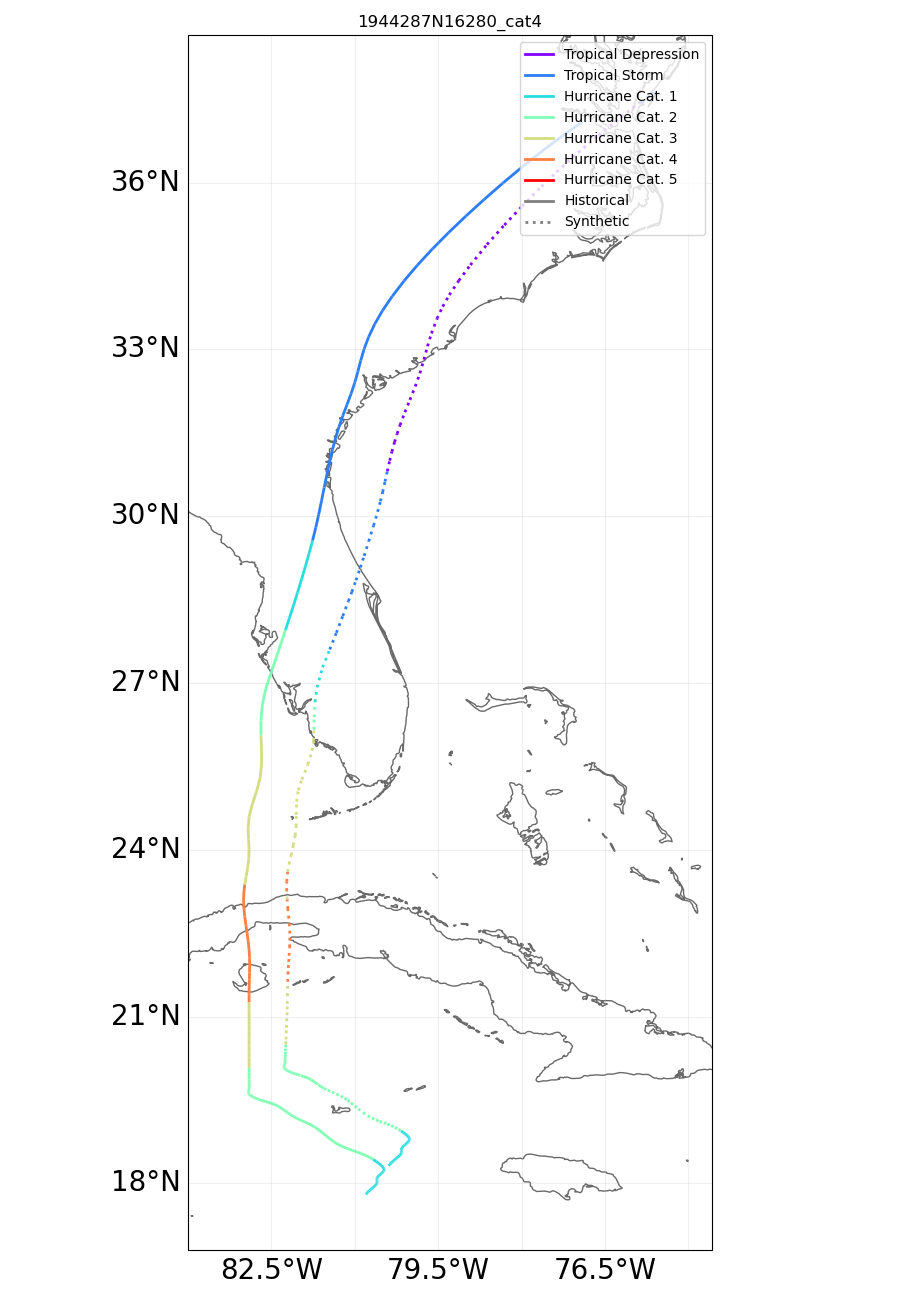 1944287N16280_cat4
Tropical Depression
Tropical Storm
Hurricane Cat. 1
Hurricane Cat. 2
Hurricane Cat. 3
Hurricane Cat. 4
Hurricane Cat. 5
Historical
Synthetic
36°N
33°N
30°N
27°N
24°N
21°N
18°N
82.5°W 79.5°W 76.5°W